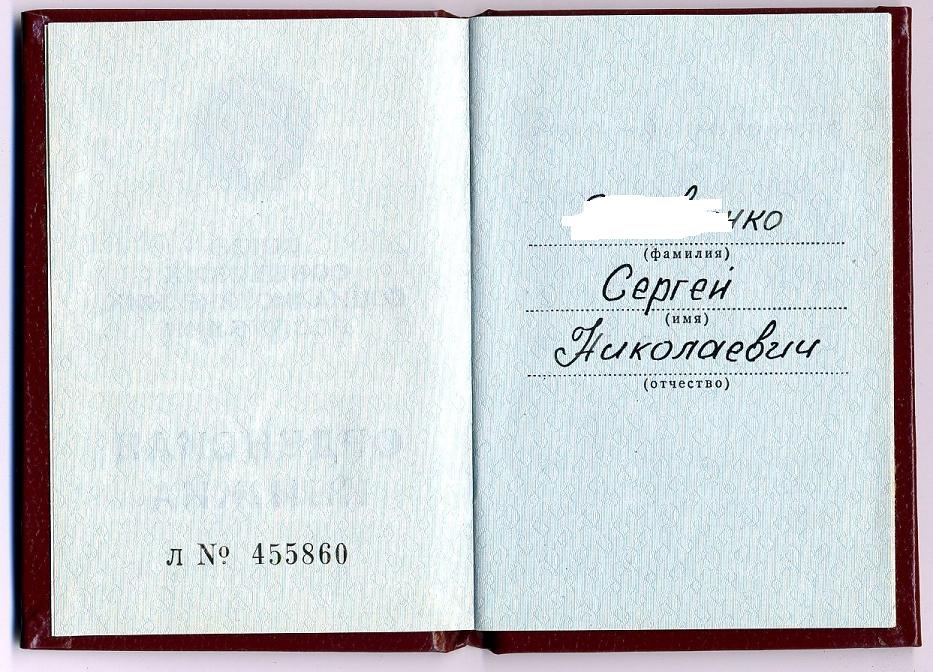 л № 455860
(фамилия)
Сергей
(имя)
Николаевич
(отчество)